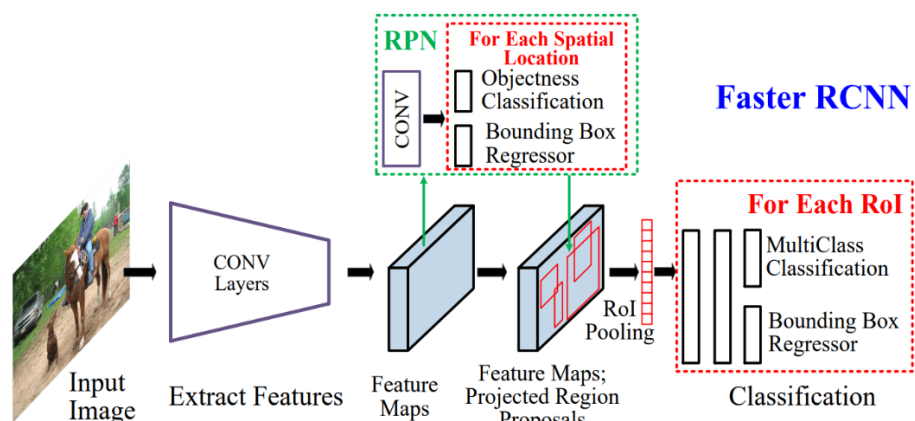 RPN
For Each Spatial
Location
CONV
Objectness
Classification
Bounding Box
Regressor
Faster RCNN
CONV
Layers
For Each RoI
MultiClass
Classification
Bounding Box
Regressor
RoI
Pooling
Input
Image
Extract Features
Feature
Maps
Feature Maps;
Projected Region
Proposals
Classification